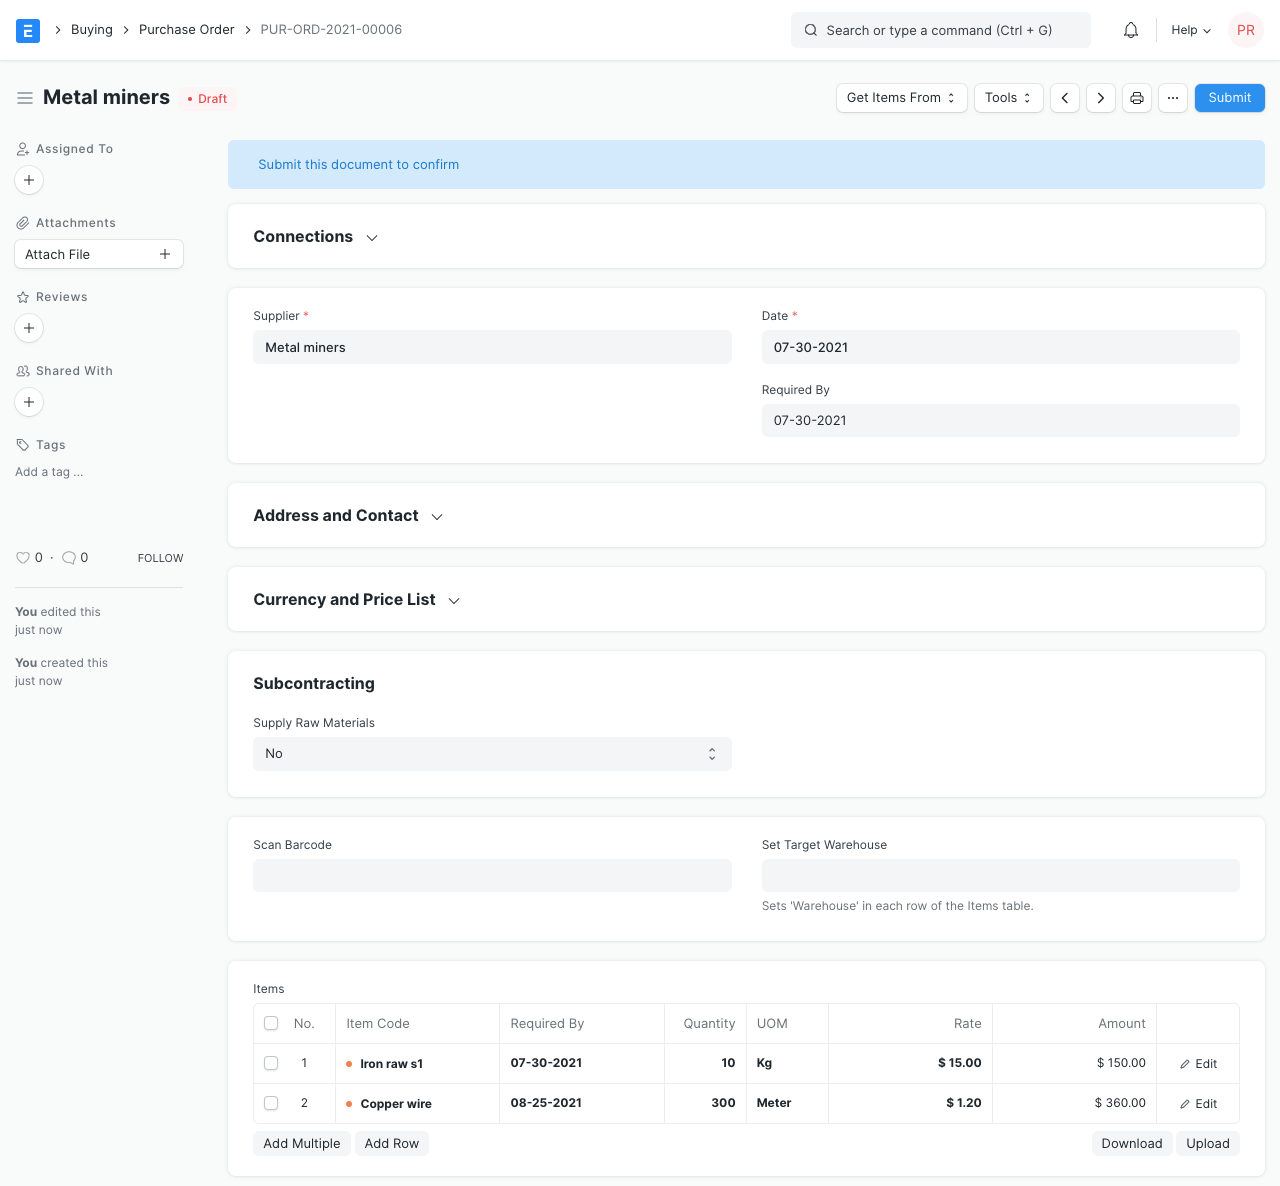 E Buying Purchase Order PUR-ORD-2021-00006 Search or type a command (Ctrl + G) Help PR
Metal miners Draft Get Items From Tools ··· Submit
Assigned To
Attachments
Attach File
Reviews
Shared With
Tags
Add a tag ...
0 · 0 FOLLOW
You edited this
just now
You created this
just now
Submit this document to confirm
Connections
Supplier *
Metal miners
Date *
07-30-2021
Required By
07-30-2021
Address and Contact
Currency and Price List
Subcontracting
Supply Raw Materials
No
Scan Barcode
Set Target Warehouse
Sets 'Warehouse' in each row of the Items table.
Items
No. Item Code Required By Quantity UOM Rate Amount
1 Iron raw s1 07-30-2021 10 Kg $ 15.00 $ 150.00 Edit
2 Copper wire 08-25-2021 300 Meter $ 1.20 $ 360.00 Edit
Add Multiple Add Row Download Upload